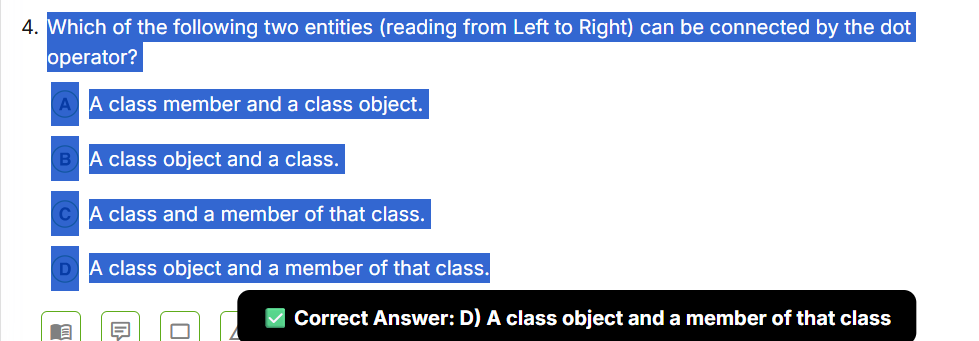 4. Which of the following two entities (reading from Left to Right) can be connected by the dot
operator?
A A class member and a class object.
B A class object and a class.
C A class and a member of that class.
D A class object and a member of that class.
✅ Correct Answer: D) A class object and a member of that class